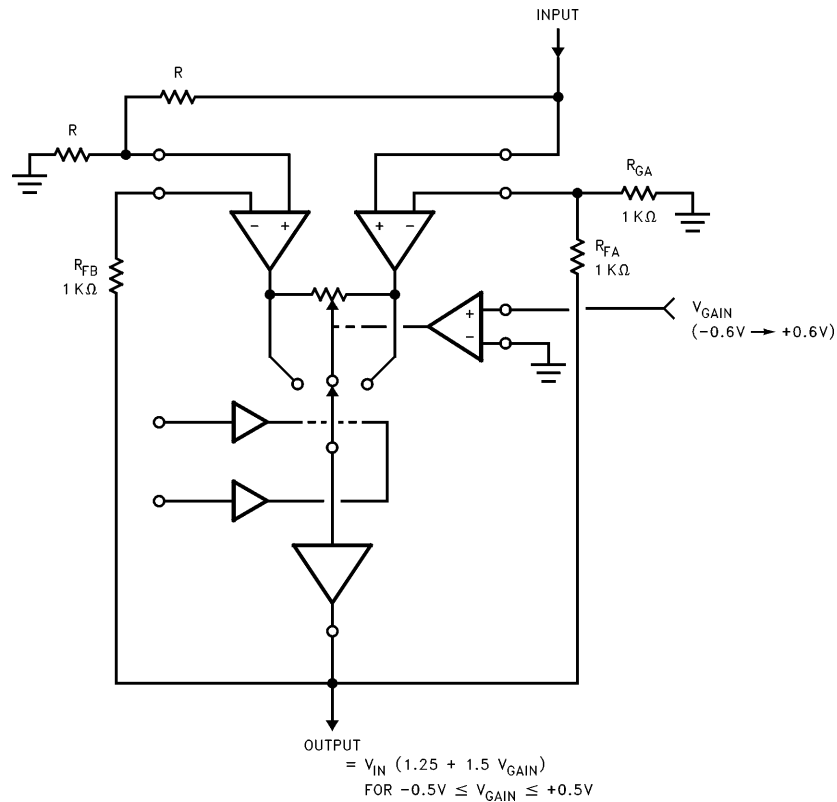 INPUT
R
R
R_GA
1 KΩ
R_FB
1 KΩ
R_FA
1 KΩ
− +
+ −
+
−
V_GAIN
(−0.6V → +0.6V)
OUTPUT
= V_IN (1.25 + 1.5 V_GAIN)
FOR −0.5V ≤ V_GAIN ≤ +0.5V